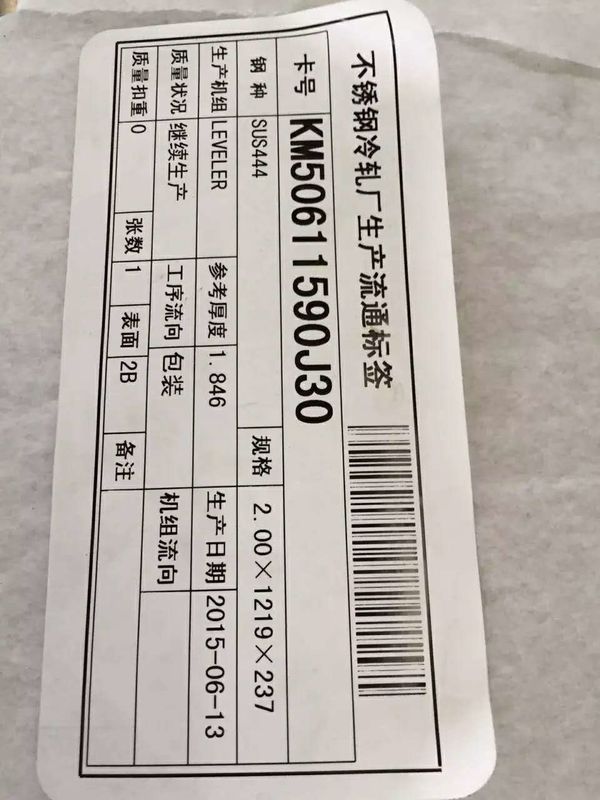 不锈钢冷轧厂生产流通标签
卡号 KM50611590J30
钢种 SUS444 规格 2.00×1219×237
生产机组 LEVELER 参考厚度 1.846 生产日期 2015-06-13
质量状况 继续生产 工序流向 包装 机组流向
质量扣重 0 张数 1 表面 2B 备注